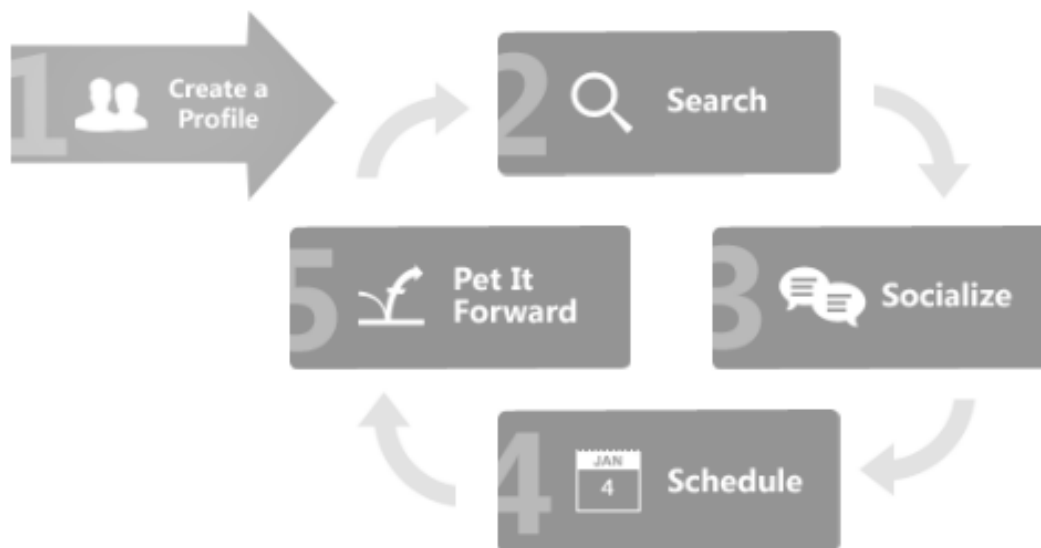 1
Create a
Profile
2
Search
3
Socialize
4
JAN
4
Schedule
5
Pet It
Forward